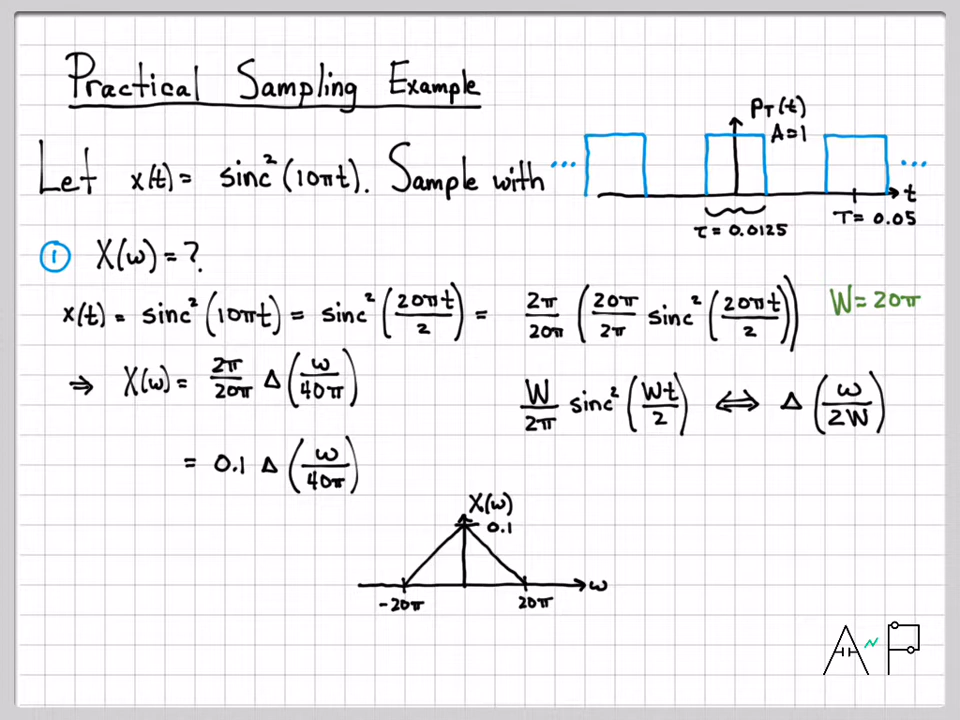 Practical Sampling Example
Let x(t) = sinc²(10πt). Sample with
... P_T(t) ...
A=1
t
τ = 0.0125
T = 0.05
① X(ω) = ?
x(t) = sinc²(10πt) = sinc²(20πt/2) = 2π/20π (20π/2π sinc²(20πt/2))
W = 20π
⇒ X(ω) = 2π/20π Δ(ω/40π)
W/2π sinc²(Wt/2) ⟺ Δ(ω/2W)
= 0.1 Δ(ω/40π)
X(ω)
0.1
ω
-20π
20π